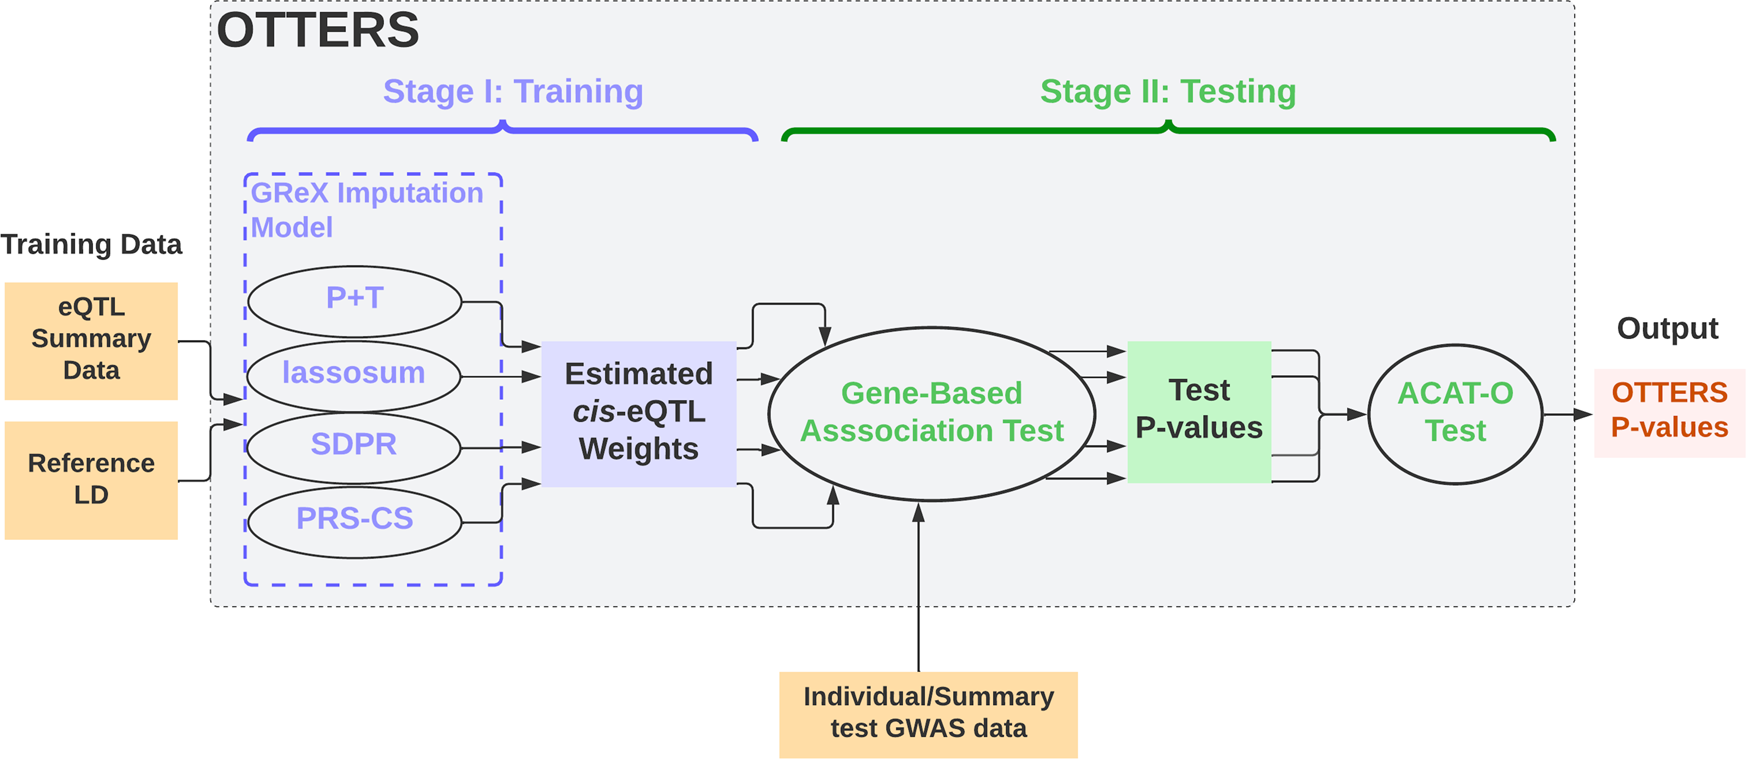 OTTERS
Stage I: Training
Stage II: Testing
GReX Imputation
Model
Training Data
eQTL
Summary
Data
Reference
LD
P+T
lassosum
SDPR
PRS-CS
Estimated
cis-eQTL
Weights
Gene-Based
Asssociation Test
Individual/Summary
test GWAS data
Test
P-values
ACAT-O
Test
Output
OTTERS
P-values